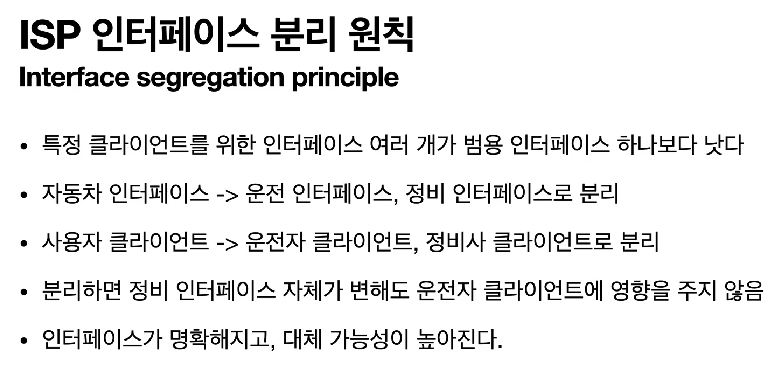 ISP 인터페이스 분리 원칙
Interface segregation principle
• 특정 클라이언트를 위한 인터페이스 여러 개가 범용 인터페이스 하나보다 낫다
• 자동차 인터페이스 -> 운전 인터페이스, 정비 인터페이스로 분리
• 사용자 클라이언트 -> 운전자 클라이언트, 정비사 클라이언트로 분리
• 분리하면 정비 인터페이스 자체가 변해도 운전자 클라이언트에 영향을 주지 않음
• 인터페이스가 명확해지고, 대체 가능성이 높아진다.